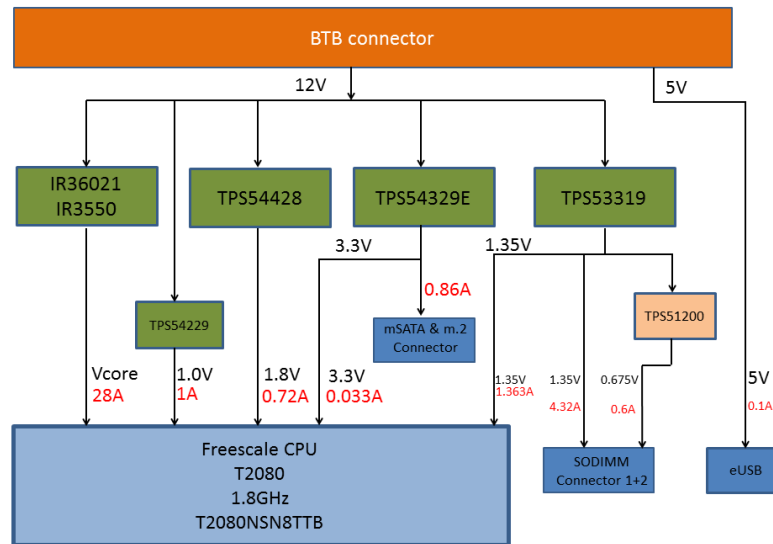 BTB connector
12V
5V
IR36021
IR3550
TPS54428
TPS54329E
TPS53319
3.3V
1.35V
0.86A
TPS54229
mSATA & m.2
Connector
TPS51200
Vcore
28A
1.0V
1A
1.8V
0.72A
3.3V
0.033A
1.35V
1.363A
1.35V
4.32A
0.675V
0.6A
5V
0.1A
Freescale CPU
T2080
1.8GHz
T2080NSN8TTB
SODIMM
Connector 1+2
eUSB